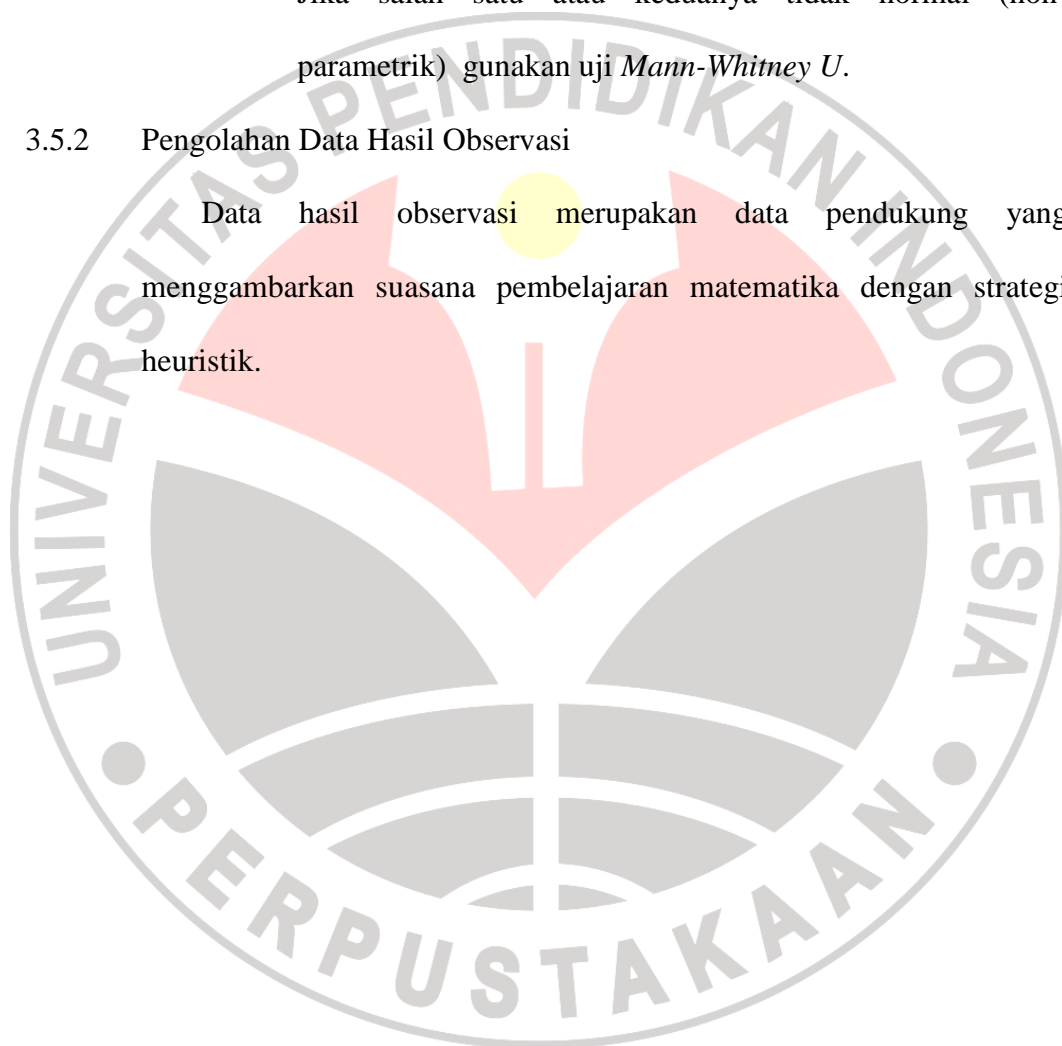 Jika salah satu atau keduanya tidak normal (non-
parametrik) gunakan uji Mann-Whitney U.
3.5.2 Pengolahan Data Hasil Observasi
Data hasil observasi merupakan data pendukung yang
menggambarkan suasana pembelajaran matematika dengan strategi
heuristik.
UNIVERSITAS PENDIDIKAN INDONESIA
PERPUSTAKAAN